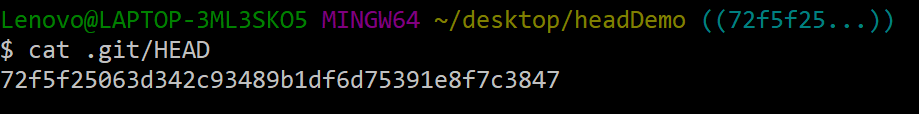 Lenovo@LAPTOP-3ML3SKO5 MINGW64 ~/desktop/headDemo ((72f5f25...))
$ cat .git/HEAD
72f5f25063d342c93489b1df6d75391e8f7c3847